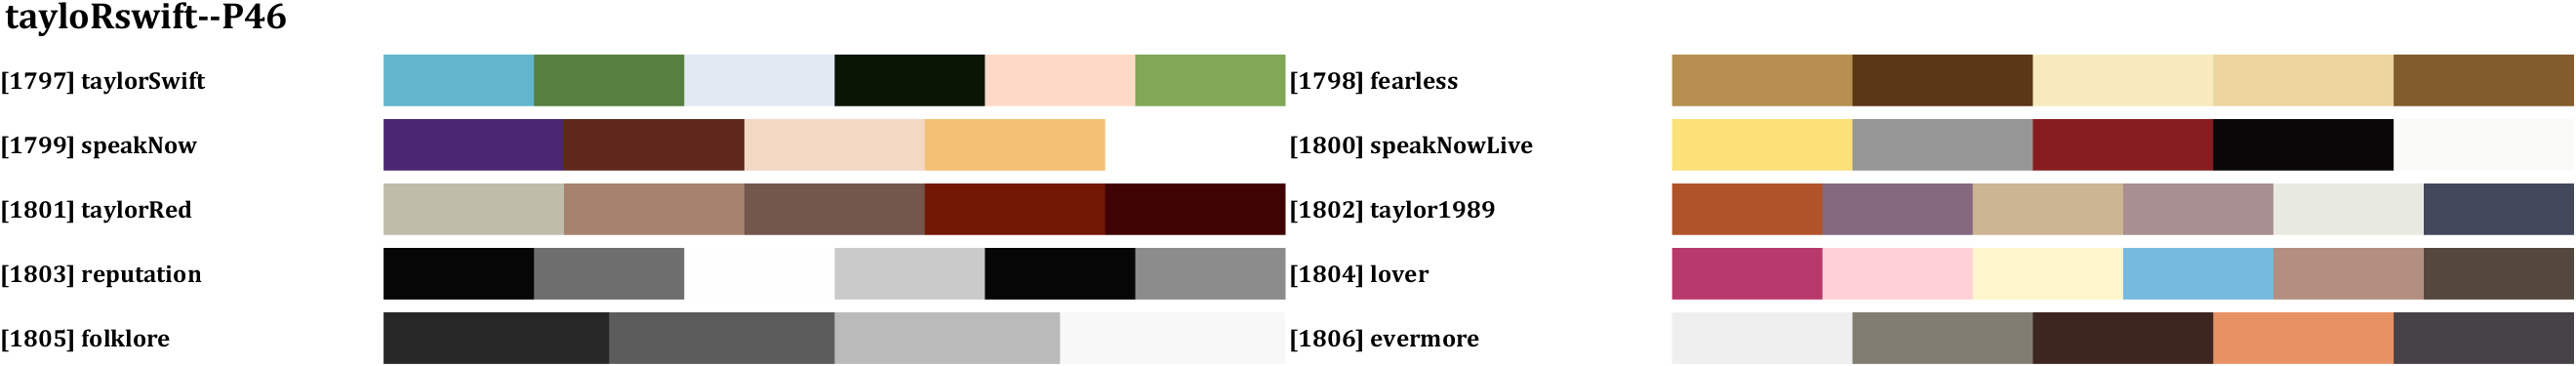 tayloRswift--P46
[1797] taylorSwift
[1798] fearless
[1799] speakNow
[1800] speakNowLive
[1801] taylorRed
[1802] taylor1989
[1803] reputation
[1804] lover
[1805] folklore
[1806] evermore